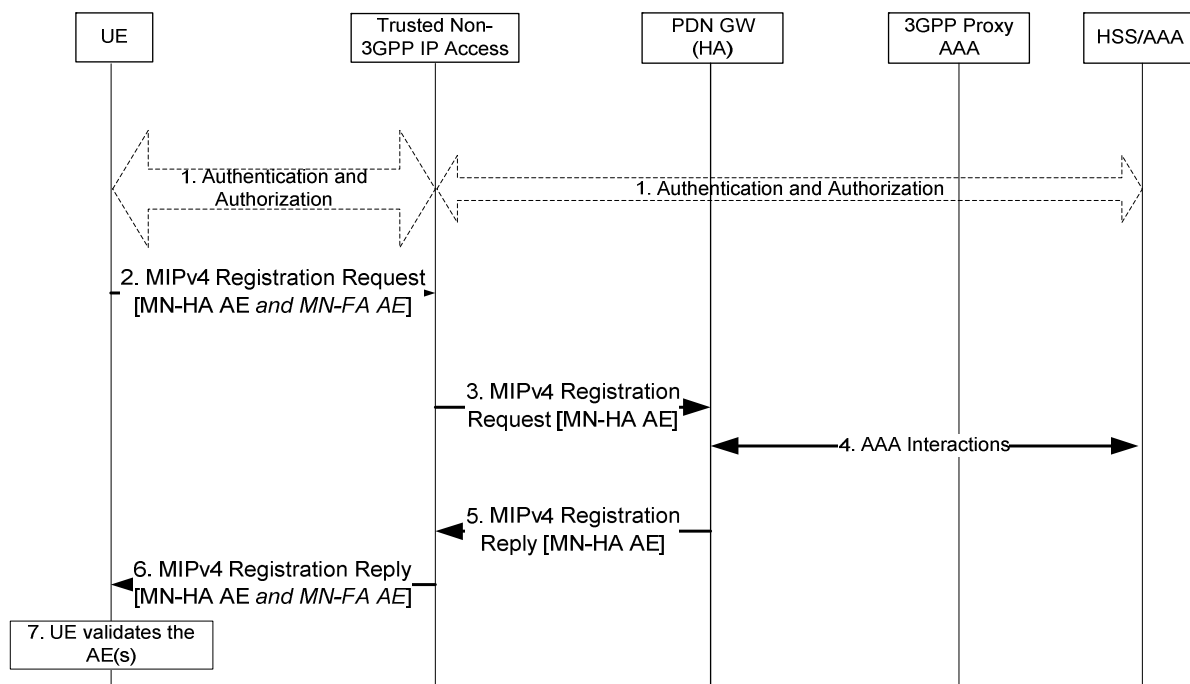 UE
Trusted Non-
3GPP IP Access
PDN GW
(HA)
3GPP Proxy
AAA
HSS/AAA
1. Authentication and
Authorization
1. Authentication and Authorization
2. MIPv4 Registration Request
[MN-HA AE and MN-FA AE]
3. MIPv4 Registration
Request [MN-HA AE]
4. AAA Interactions
5. MIPv4 Registration
Reply [MN-HA AE]
6. MIPv4 Registration Reply
[MN-HA AE and MN-FA AE]
7. UE validates the
AE(s)